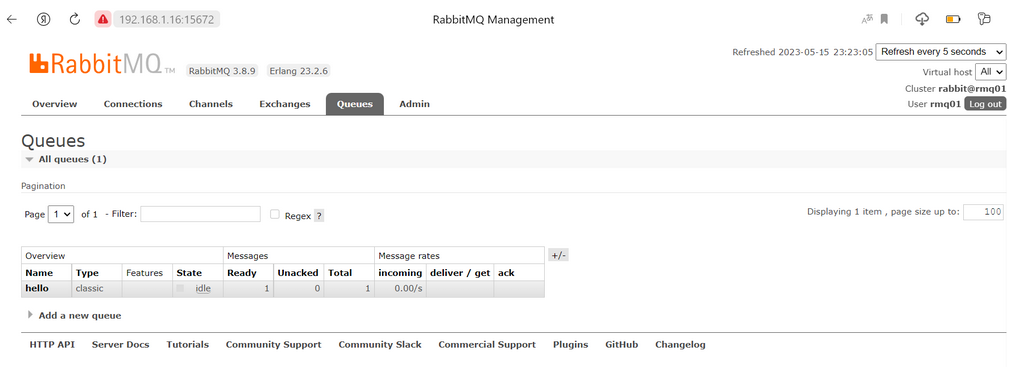 192.168.1.16:15672 RabbitMQ Management
RabbitMQ TM RabbitMQ 3.8.9 Erlang 23.2.6
Refreshed 2023-05-15 23:23:05 Refresh every 5 seconds
Virtual host All
Cluster rabbit@rmq01
User rmq01 Log out
Overview Connections Channels Exchanges Queues Admin
Queues
All queues (1)
Pagination
Page 1 of 1 - Filter: Regex ? Displaying 1 item , page size up to: 100
Overview Messages Message rates +/-
Name Type Features State Ready Unacked Total incoming deliver / get ack
hello classic idle 1 0 1 0.00/s
Add a new queue
HTTP API Server Docs Tutorials Community Support Community Slack Commercial Support Plugins GitHub Changelog